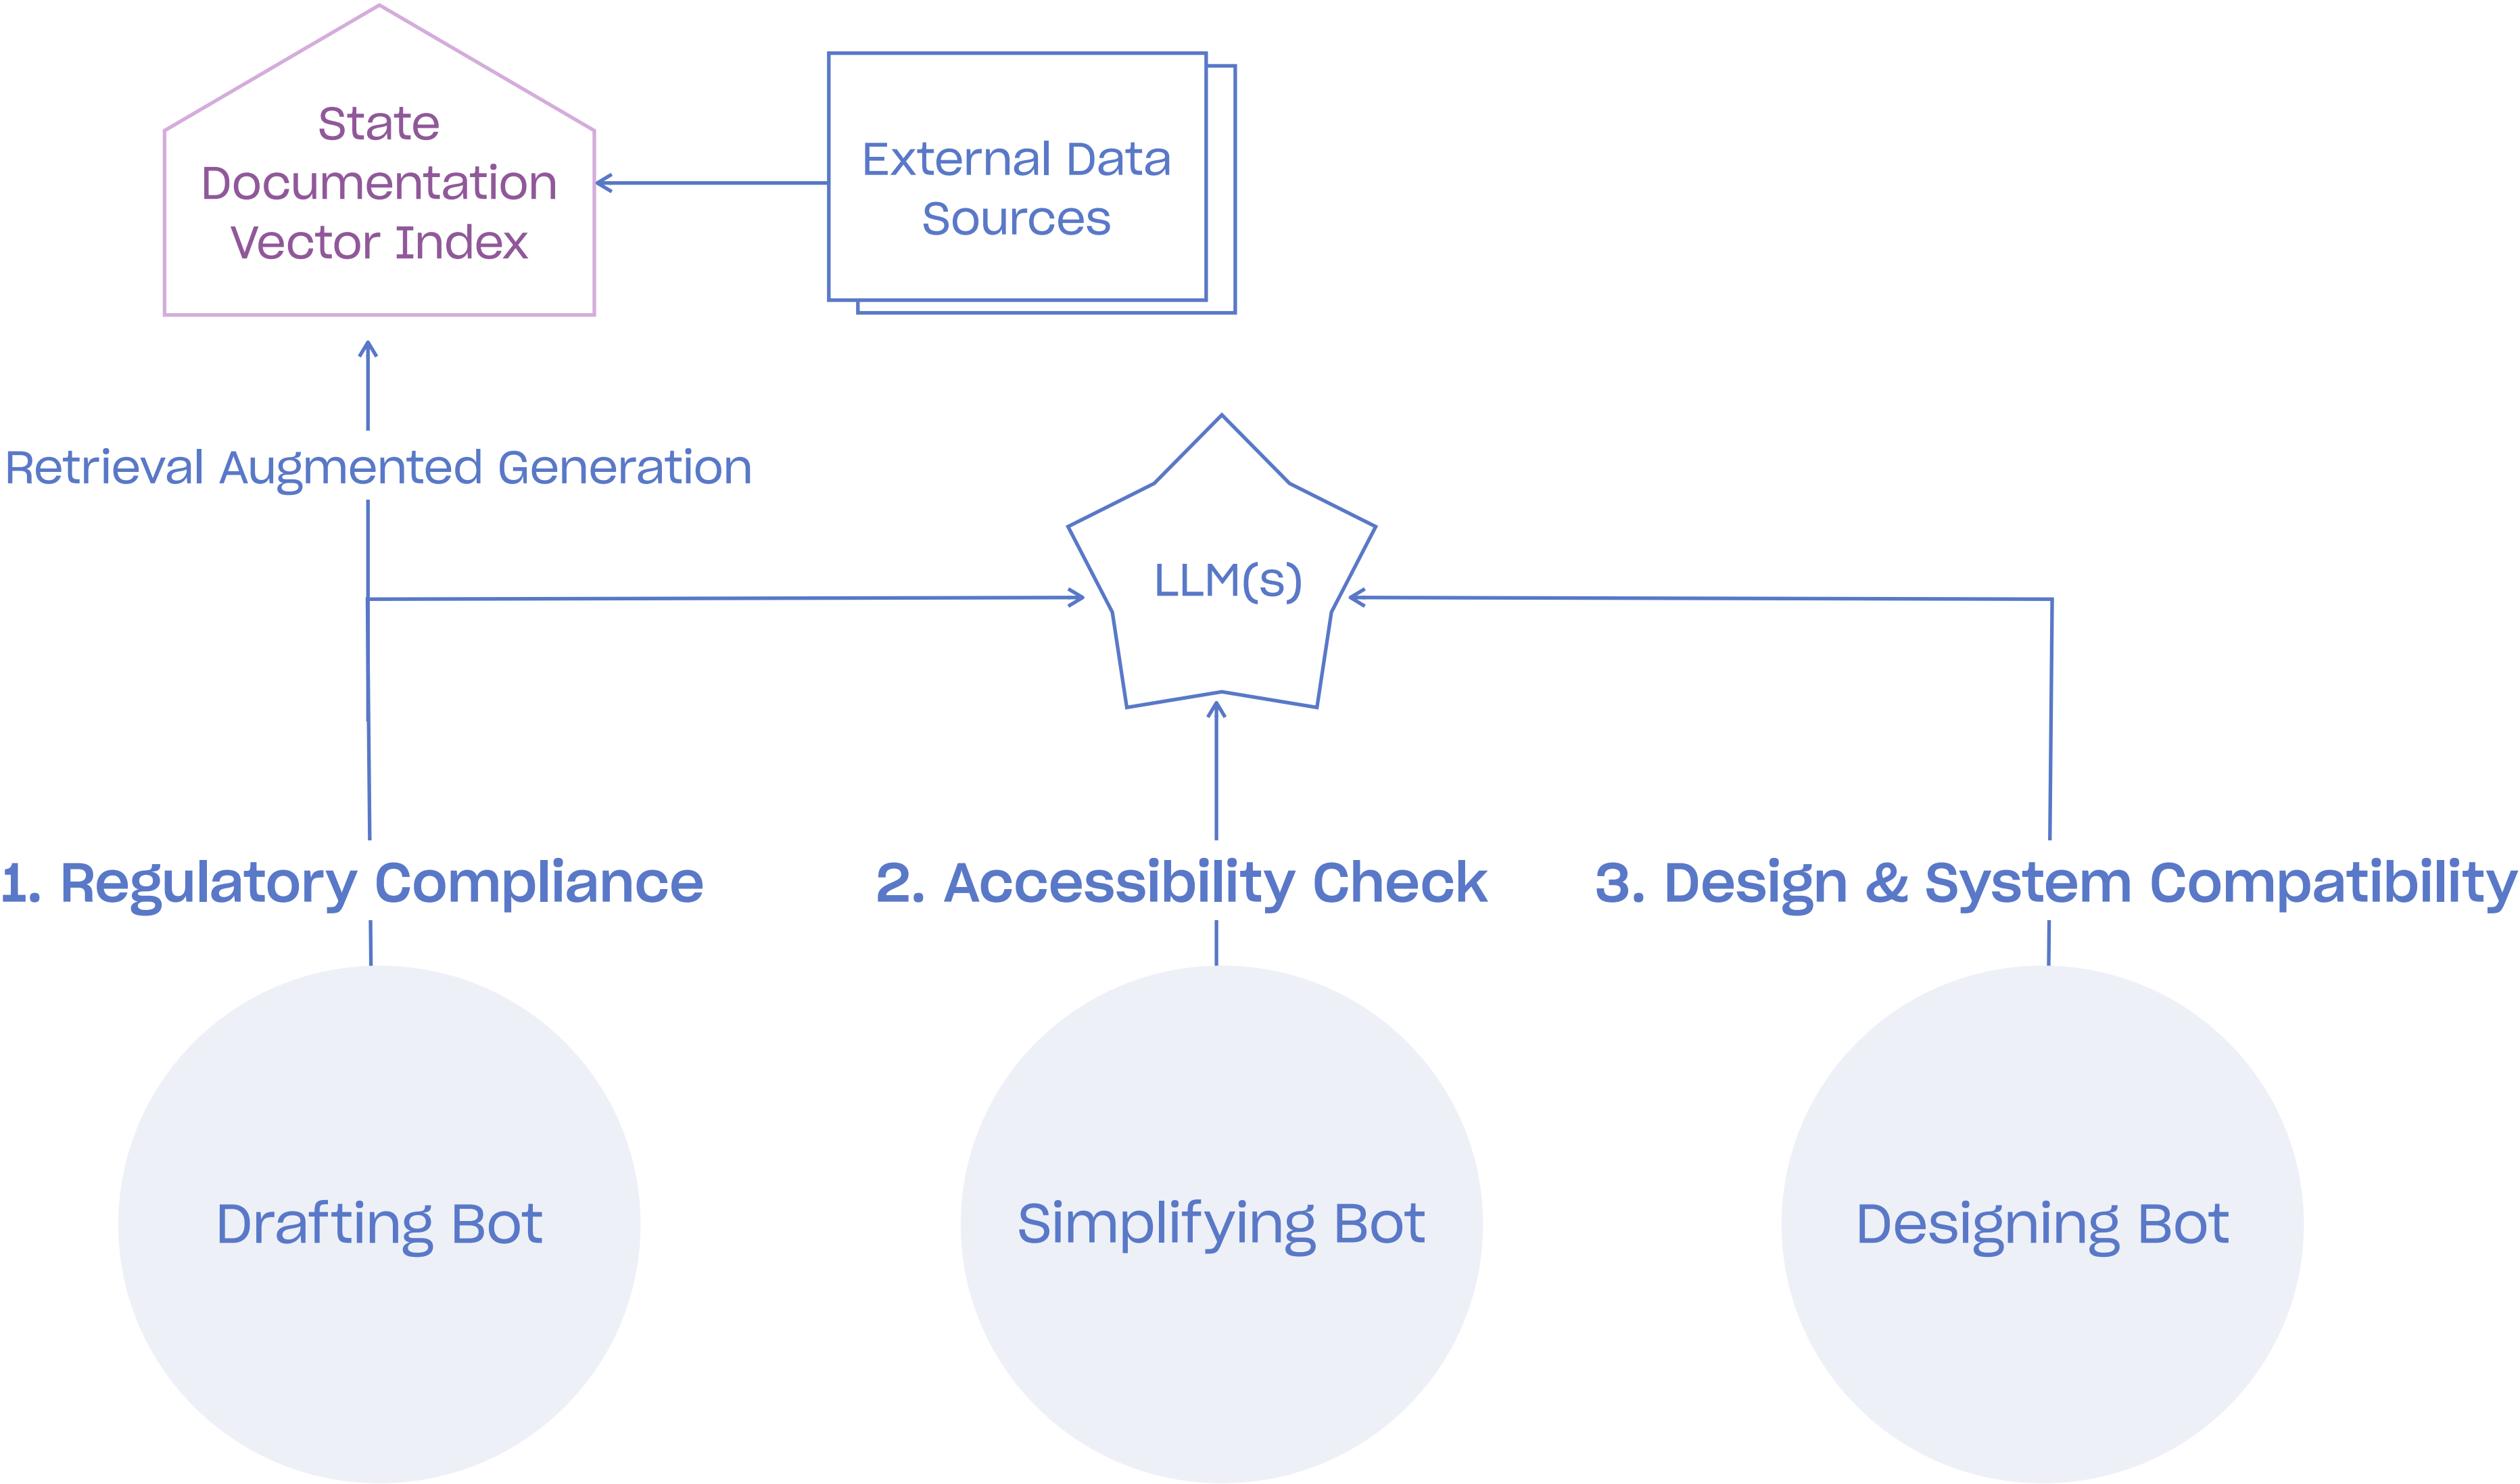 State
Documentation
Vector Index
External Data
Sources
Retrieval Augmented Generation
LLM(s)
1. Regulatory Compliance
2. Accessibility Check
3. Design & System Compatibility
Drafting Bot
Simplifying Bot
Designing Bot